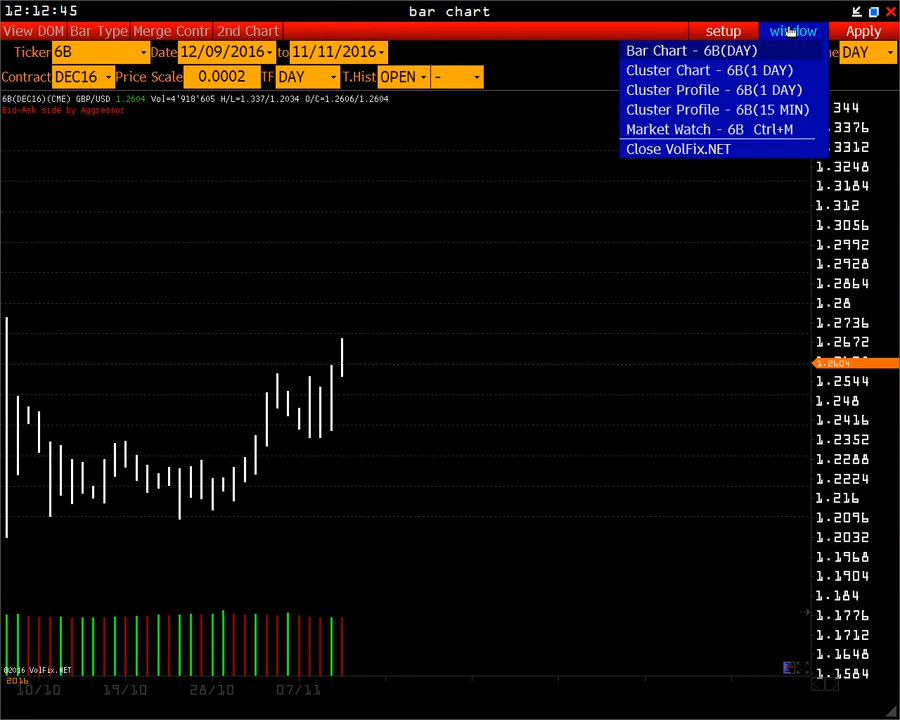 12:12:45 bar chart
View DOM Bar Type Merge Contr 2nd Chart setup window Apply
Ticker 6B Date 12/09/2016 to 11/11/2016 DAY
Contract DEC16 Price Scale 0.0002 TF DAY T.Hist OPEN -
Bar Chart - 6B(DAY)
Cluster Chart - 6B(1 DAY)
Cluster Profile - 6B(1 DAY)
Cluster Profile - 6B(15 MIN)
Market Watch - 6B Ctrl+M
Close VolFix.NET
6B(DEC16)(CME) GBP/USD 1.2604 Vol=4'918'605 H/L=1.337/1.2034 O/C=1.2606/1.2604
Bid-Ask side by Aggressor
1.3376
1.3312
1.3248
1.3184
1.312
1.3056
1.2992
1.2928
1.2864
1.28
1.2736
1.2672
1.2604
1.2544
1.248
1.2416
1.2352
1.2288
1.2224
1.216
1.2096
1.2032
1.1968
1.1904
1.184
1.1776
1.1712
1.1648
1.1584
©2016 VolFix.NET
2016
10/10 19/10 28/10 07/11